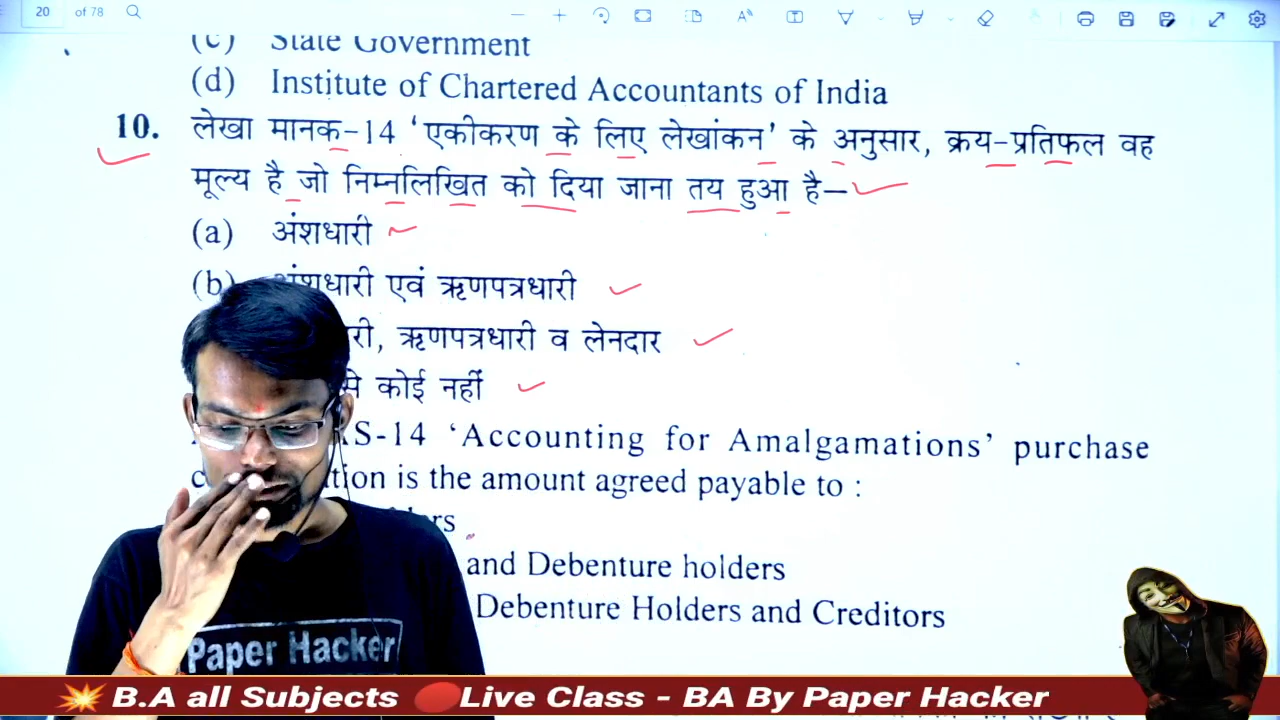 20 of 78
(c) State Government
(d) Institute of Chartered Accountants of India
10. लेखा मानक-14 ‘एकीकरण के लिए लेखांकन’ के अनुसार, क्रय-प्रतिफल वह
मूल्य है जो निम्नलिखित को दिया जाना तय हुआ है—
(a) अंशधारी
(b) अंशधारी एवं ऋणपत्रधारी
ऋणपत्रधारी व लेनदार
से कोई नहीं
S-14 ‘Accounting for Amalgamations’ purchase
is the amount agreed payable to :
and Debenture holders
Debenture Holders and Creditors
Paper Hacker
B.A all Subjects Live Class - BA By Paper Hacker